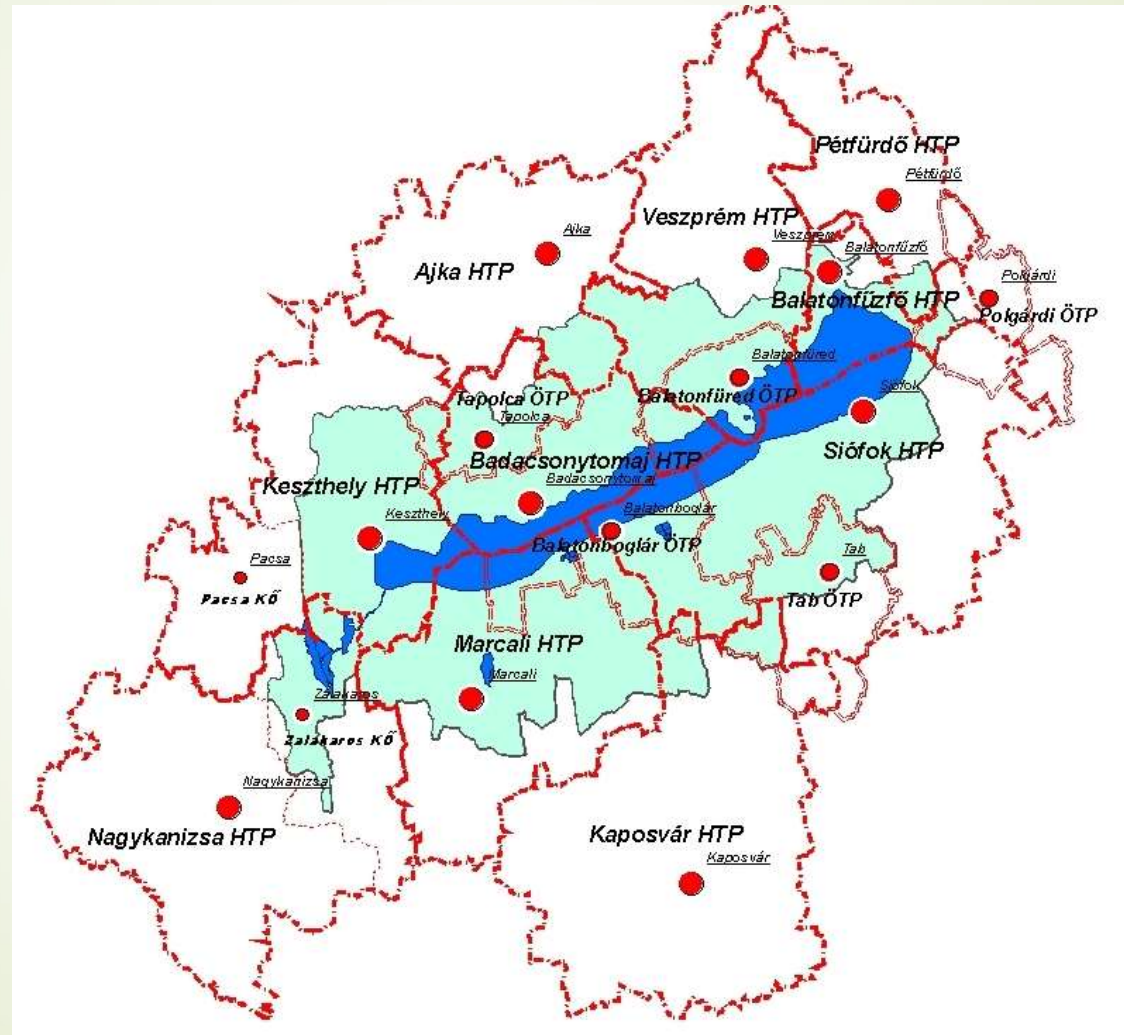 Pétfürdő HTP
Pétfürdő
Veszprém HTP
Veszprém
Balatonfűzfő
Ajka
Ajka HTP
Polgárdi
Balatonfűzfő HTP
Polgárdi ÖTP
Balatonfüred
Siófok
Tapolca ÖTP
Balatonfüred ÖTP
Tapolca
Siófok HTP
Badacsonytomaj HTP
Badacsonytomaj
Keszthely HTP
Balatonboglár
Keszthely
Balatonboglár ÖTP
Tab
Pacsa
Pacsa KŐ
Tab ÖTP
Marcali HTP
Marcali
Zalakaros
Zalakaros KŐ
Nagykanizsa
Nagykanizsa HTP
Kaposvár HTP
Kaposvár